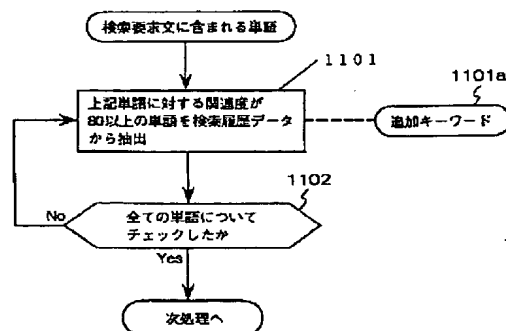 検索要求文に含まれる単語
1101
1101a
上記単語に対する関連度が
80以上の単語を検索履歴データ
から抽出
追加キーワード
1102
No
全ての単語について
チェックしたか
Yes
次処理へ